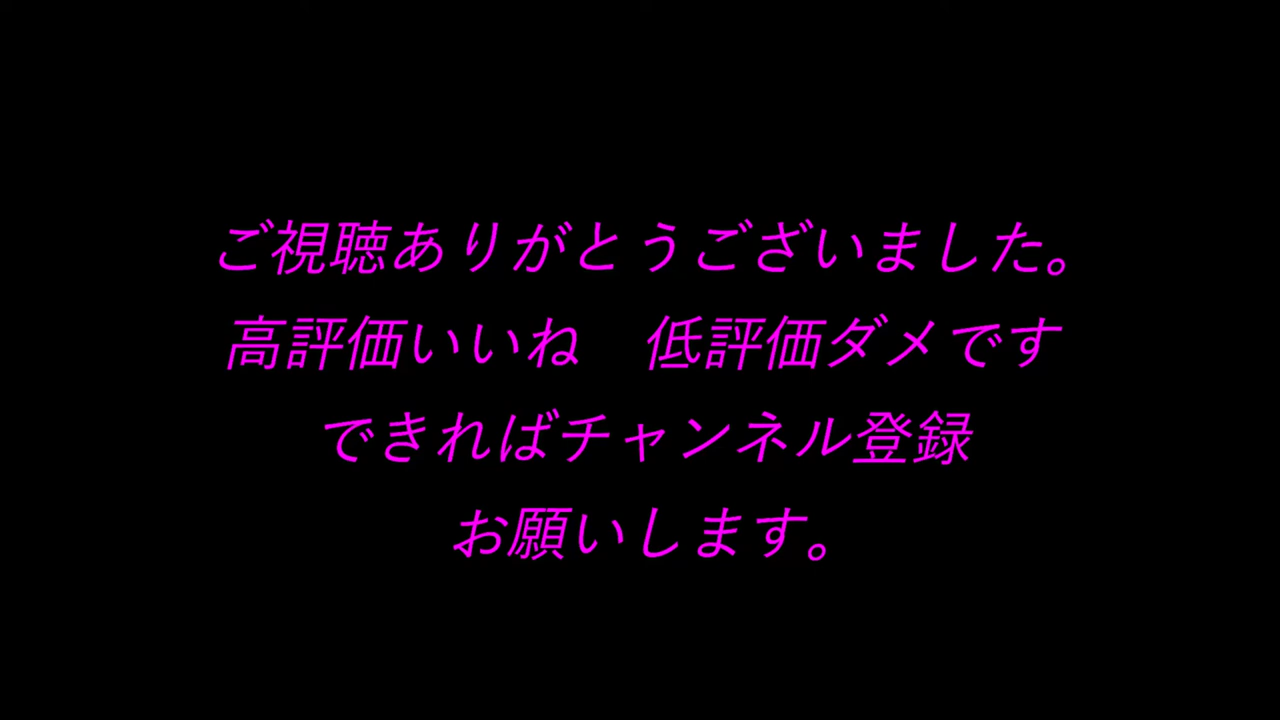 ご視聴ありがとうございました。
高評価いいね　低評価ダメです
できればチャンネル登録
お願いします。